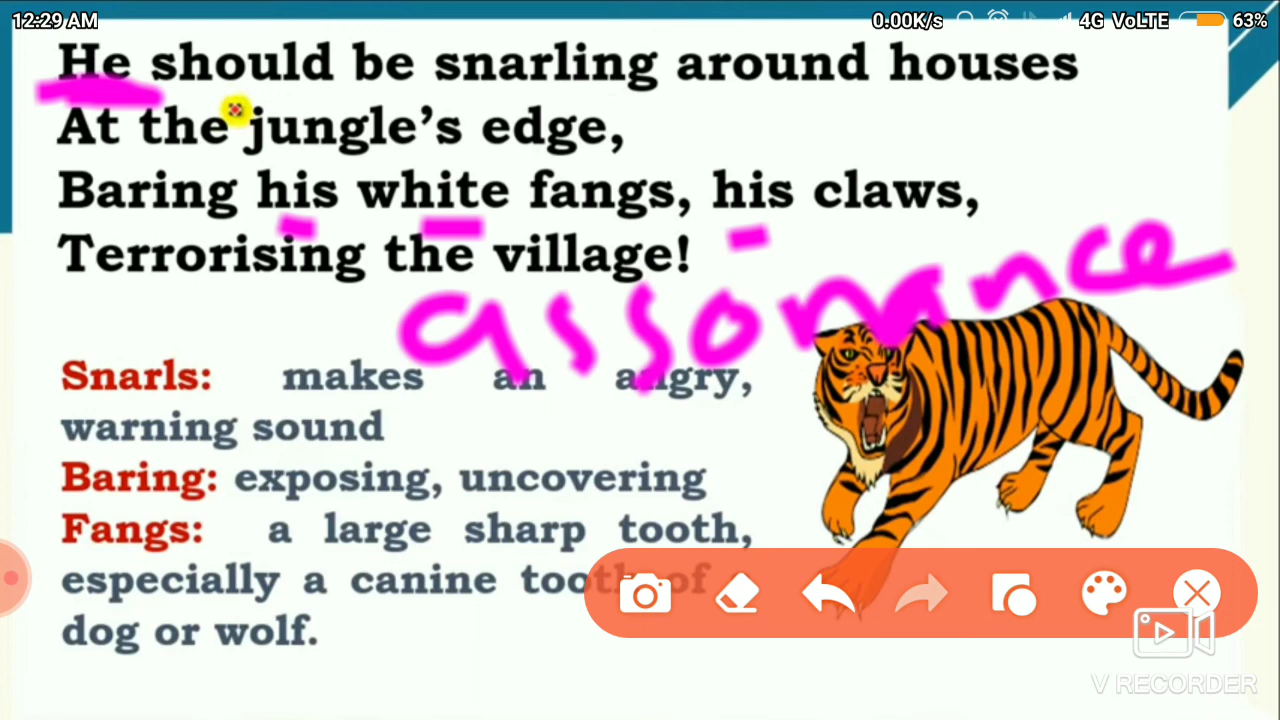 12:29 AM 0.00K/s 4G VoLTE 63%
He should be snarling around houses
At the jungle’s edge,
Baring his white fangs, his claws,
Terrorising the village!
assonance
Snarls: makes an angry,
warning sound
Baring: exposing, uncovering
Fangs: a large sharp tooth,
especially a canine tooth of
dog or wolf.
V RECORDER